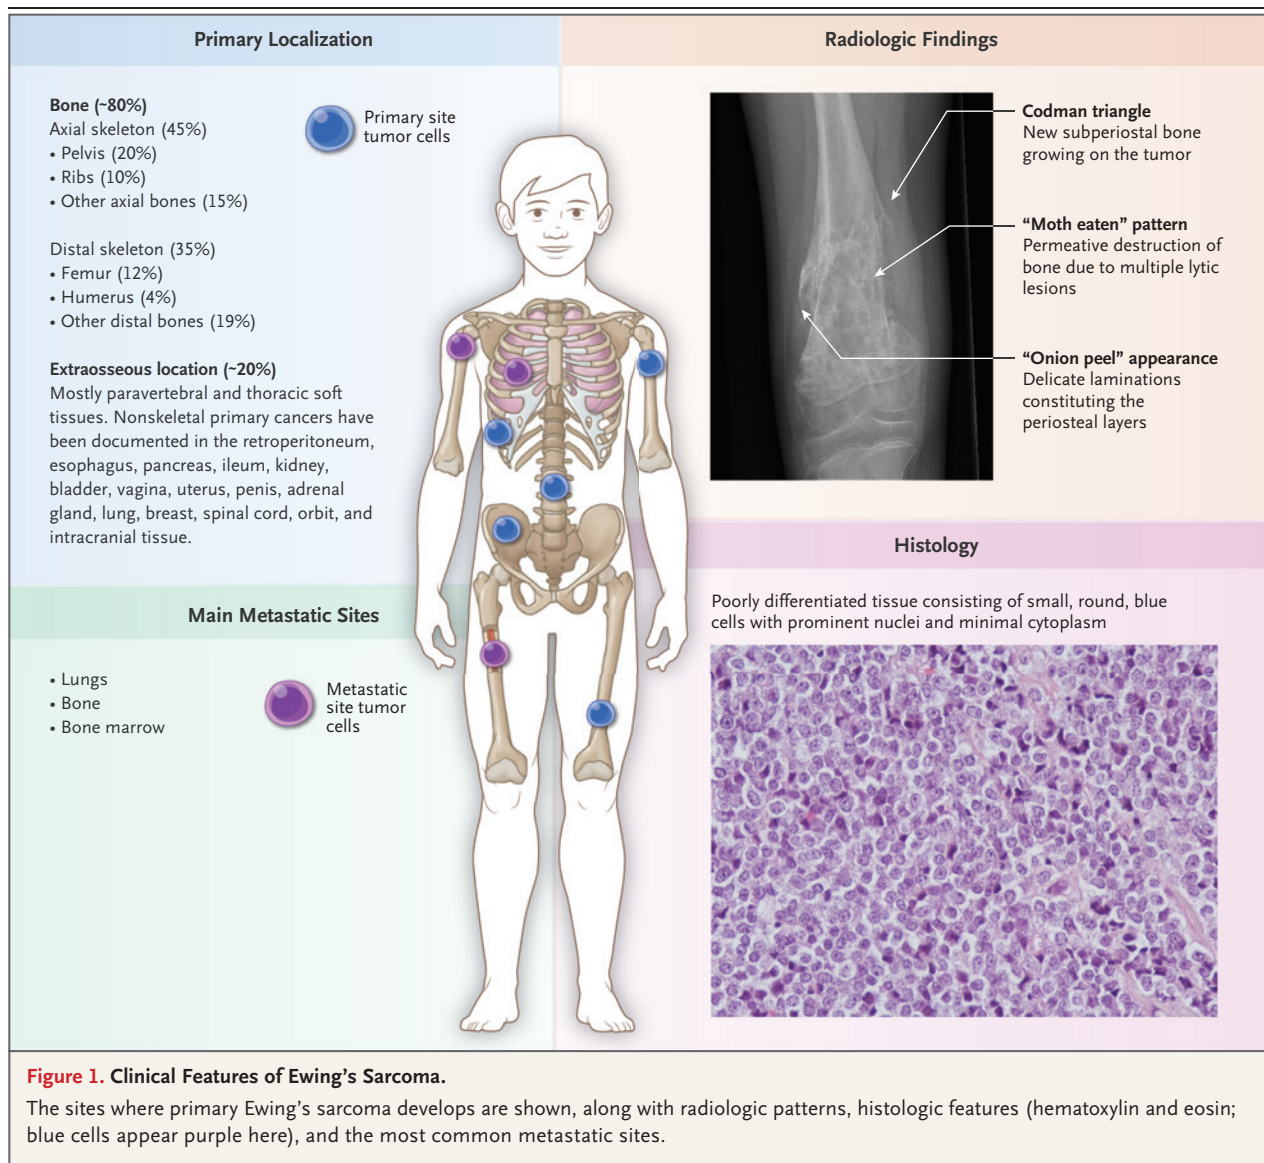 Primary Localization
Bone (~80%)
Axial skeleton (45%)
• Pelvis (20%)
• Ribs (10%)
• Other axial bones (15%)
Distal skeleton (35%)
• Femur (12%)
• Humerus (4%)
• Other distal bones (19%)
Extraosseous location (~20%)
Mostly paravertebral and thoracic soft
tissues. Nonskeletal primary cancers have
been documented in the retroperitoneum,
esophagus, pancreas, ileum, kidney,
bladder, vagina, uterus, penis, adrenal
gland, lung, breast, spinal cord, orbit, and
intracranial tissue.
Primary site
tumor cells
Main Metastatic Sites
• Lungs
• Bone
• Bone marrow
Metastatic
site tumor
cells
Radiologic Findings
Codman triangle
New subperiostal bone
growing on the tumor
“Moth eaten” pattern
Permeative destruction of
bone due to multiple lytic
lesions
“Onion peel” appearance
Delicate laminations
constituting the
periosteal layers
Histology
Poorly differentiated tissue consisting of small, round, blue
cells with prominent nuclei and minimal cytoplasm
Figure 1. Clinical Features of Ewing’s Sarcoma.
The sites where primary Ewing’s sarcoma develops are shown, along with radiologic patterns, histologic features (hematoxylin and eosin;
blue cells appear purple here), and the most common metastatic sites.